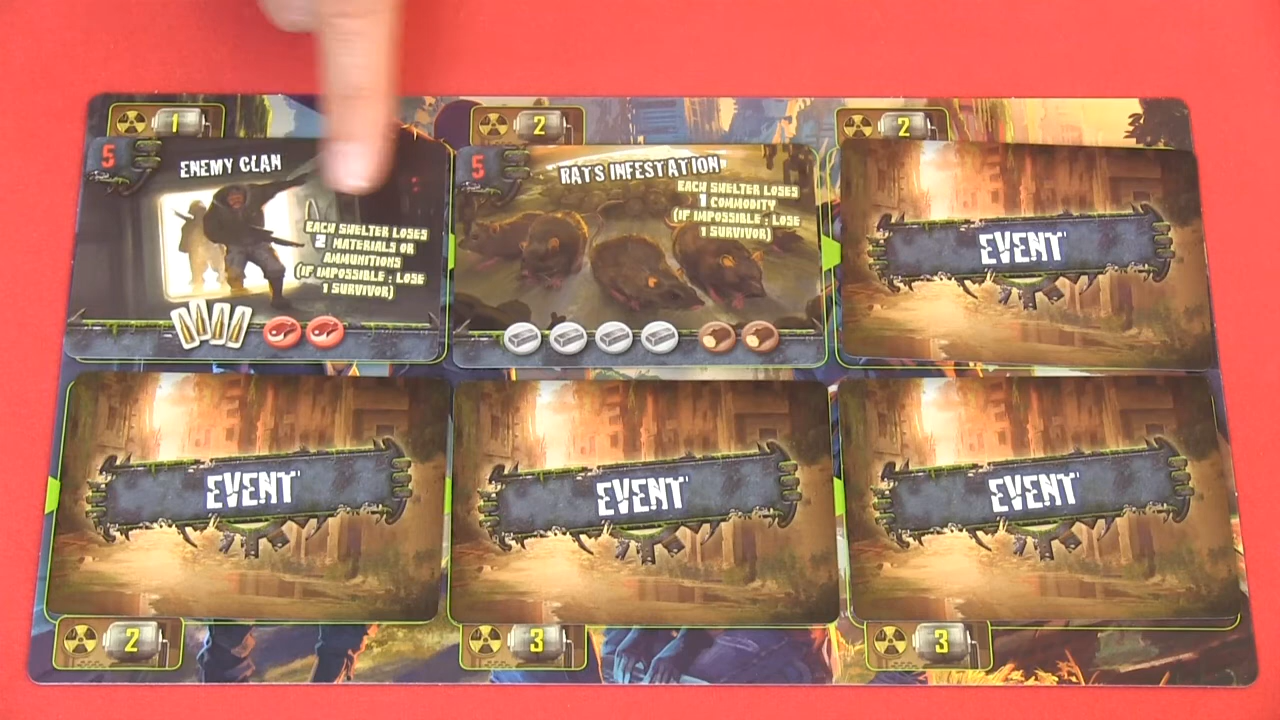 1
2
2
5
ENEMY CLAN
EACH SHELTER LOSES
2 MATERIALS OR
AMMUNITIONS
(IF IMPOSSIBLE : LOSE
1 SURVIVOR)
5
RATS INFESTATION
EACH SHELTER LOSES
1 COMMODITY
(IF IMPOSSIBLE : LOSE
1 SURVIVOR)
EVENT
EVENT
EVENT
EVENT
2
3
3